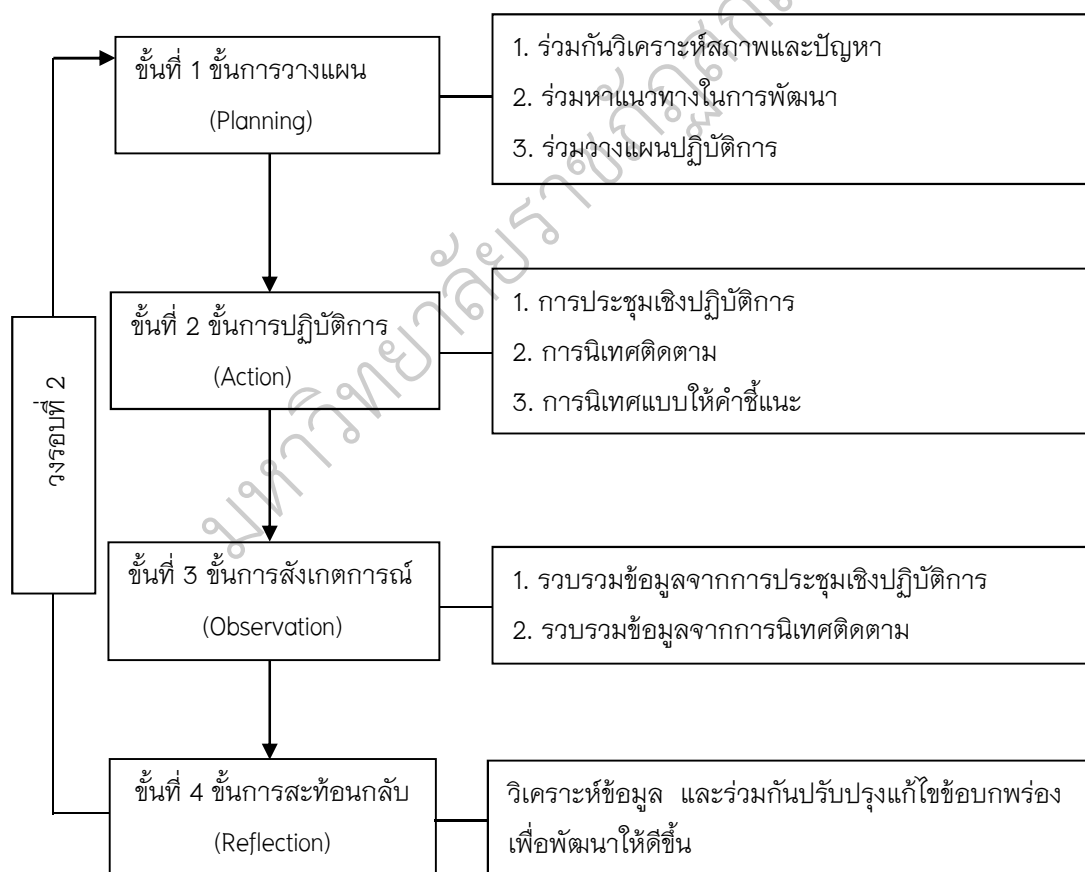 ขั้นที่ 1 ขั้นการวางแผน
(Planning)
1. ร่วมกันวิเคราะห์สภาพและปัญหา
2. ร่วมหาแนวทางในการพัฒนา
3. ร่วมวางแผนปฏิบัติการ
ขั้นที่ 2 ขั้นการปฏิบัติการ
(Action)
1. การประชุมเชิงปฏิบัติการ
2. การนิเทศติดตาม
3. การนิเทศแบบให้คำชี้แนะ
วงรอบที่ 2
ขั้นที่ 3 ขั้นการสังเกตการณ์
(Observation)
1. รวบรวมข้อมูลจากการประชุมเชิงปฏิบัติการ
2. รวบรวมข้อมูลจากการนิเทศติดตาม
ขั้นที่ 4 ขั้นการสะท้อนกลับ
(Reflection)
วิเคราะห์ข้อมูล และร่วมกันปรับปรุงแก้ไขข้อบกพร่อง
เพื่อพัฒนาให้ดีขึ้น
มหาวิทยาลัยราชภัฏ